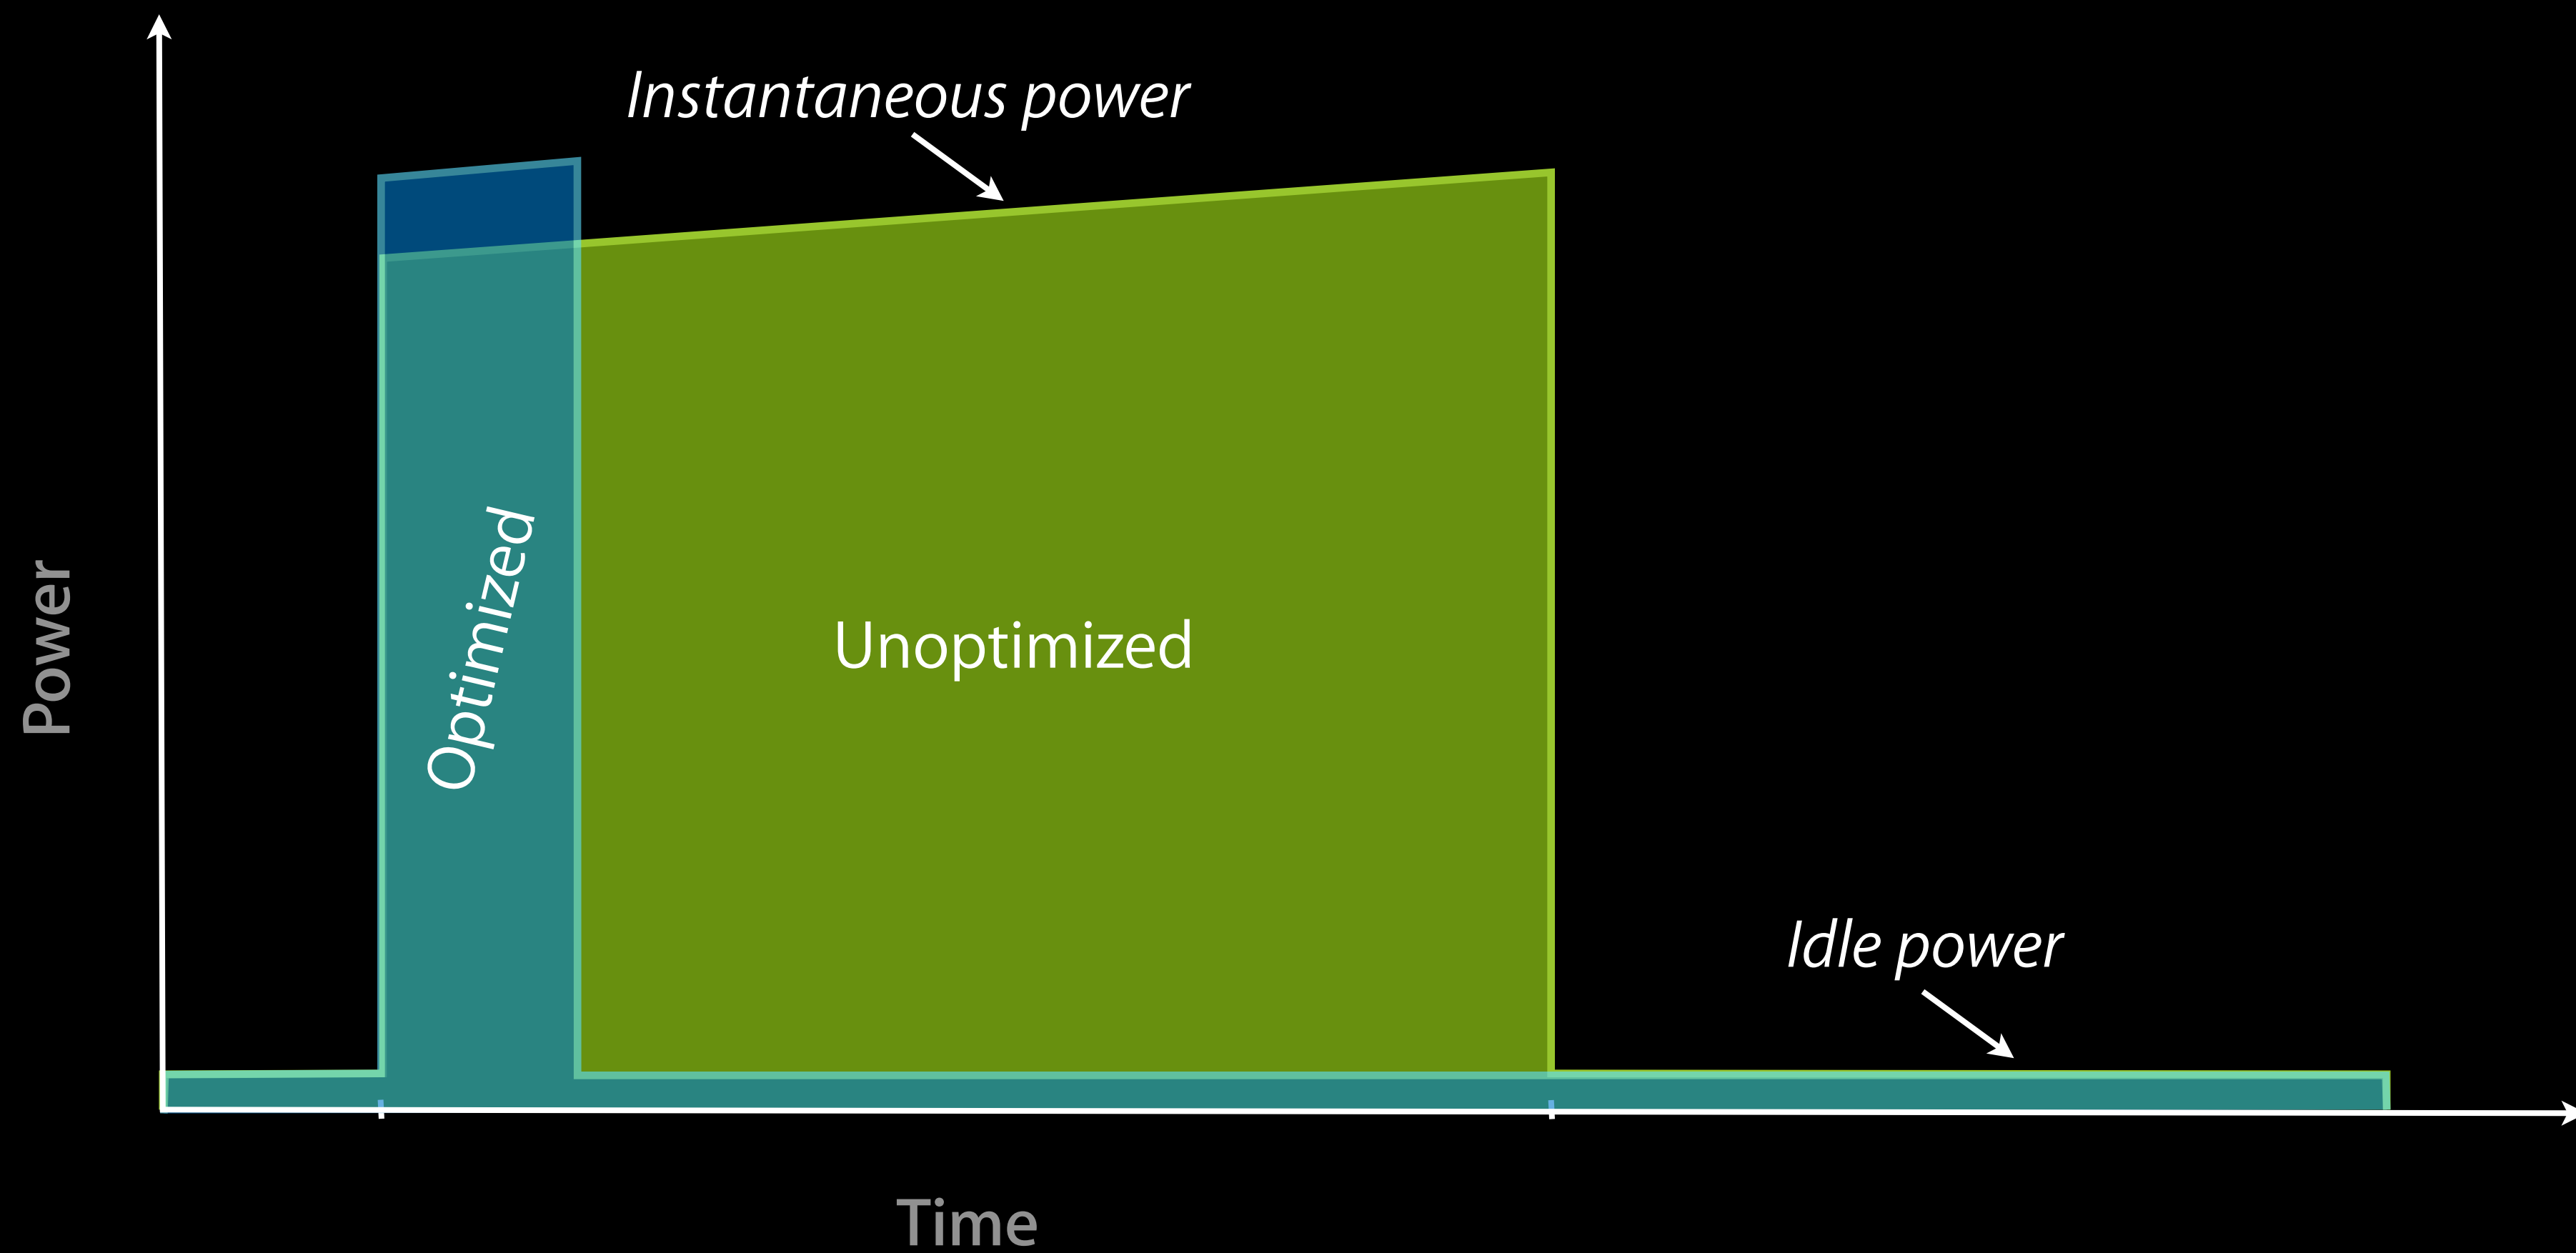 Instantaneous power
Optimized
Unoptimized
Power
Idle power
Time